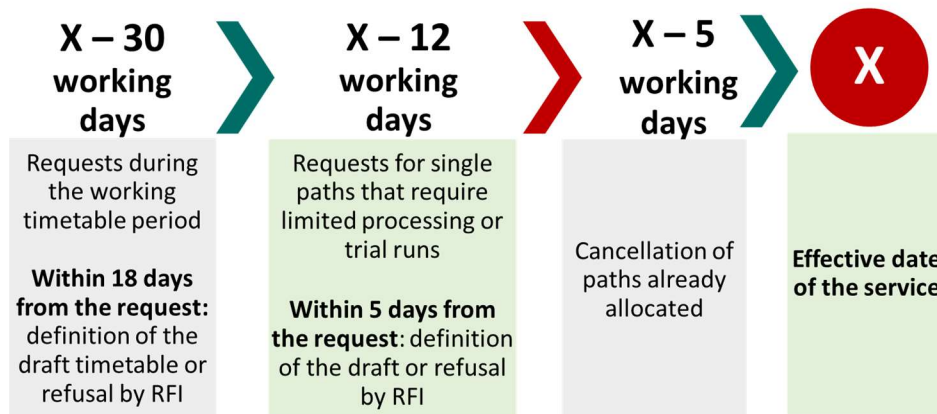 X – 30
working
days
Requests during
the working
timetable period
Within 18 days
from the request:
definition of the
draft timetable or
refusal by RFI
X – 12
working
days
Requests for single
paths that require
limited processing or
trial runs
Within 5 days from
the request: definition
of the draft or refusal
by RFI
X – 5
working
days
Cancellation of
paths already
allocated
X
Effective date
of the service